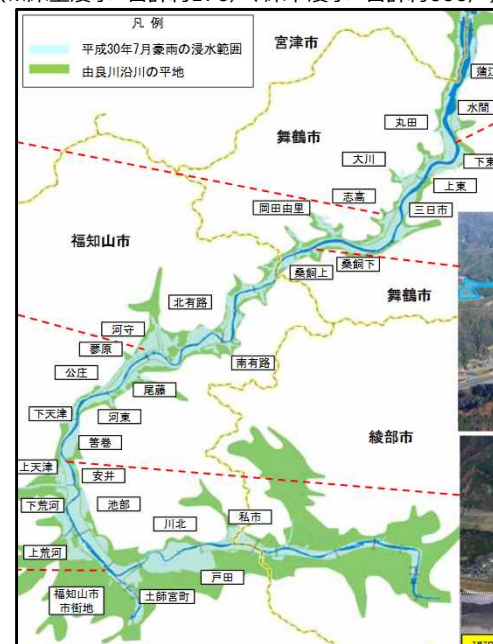 凡 例
平成30年7月豪雨の浸水範囲
由良川沿川の平地
宮津市
蒲江
水間
丸田
舞鶴市
下東
大川
上東
志高
岡田由里
三日市
福知山市
桑飼下
桑飼上
舞鶴市
北有路
河守
蓼原
南有路
公庄
尾藤
下天津
河東
筈巻
綾部市
上天津
安井
下荒河
池部
私市
川北
上荒河
戸田
福知山市
市街地
土師宮町